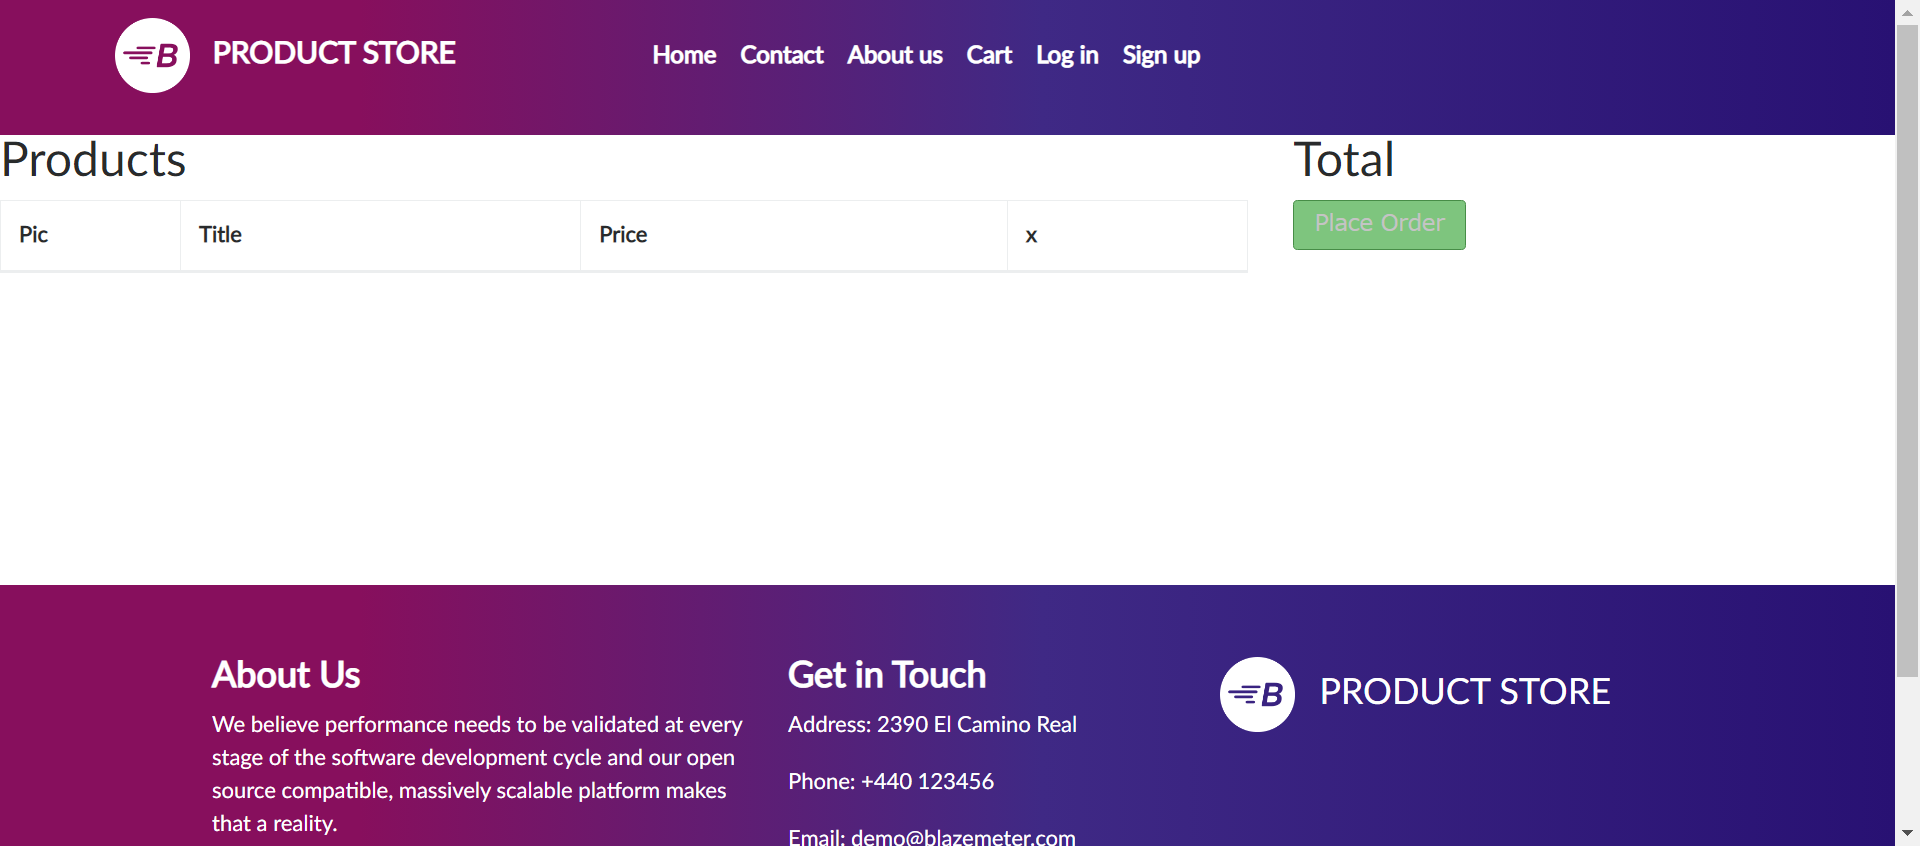 B PRODUCT STORE
Home Contact About us Cart Log in Sign up
Products
Total
Pic Title Price x
Place Order
About Us
We believe performance needs to be validated at every
stage of the software development cycle and our open
source compatible, massively scalable platform makes
that a reality.
Get in Touch
Address: 2390 El Camino Real
Phone: +440 123456
Email: demo@blazemeter.com
B PRODUCT STORE